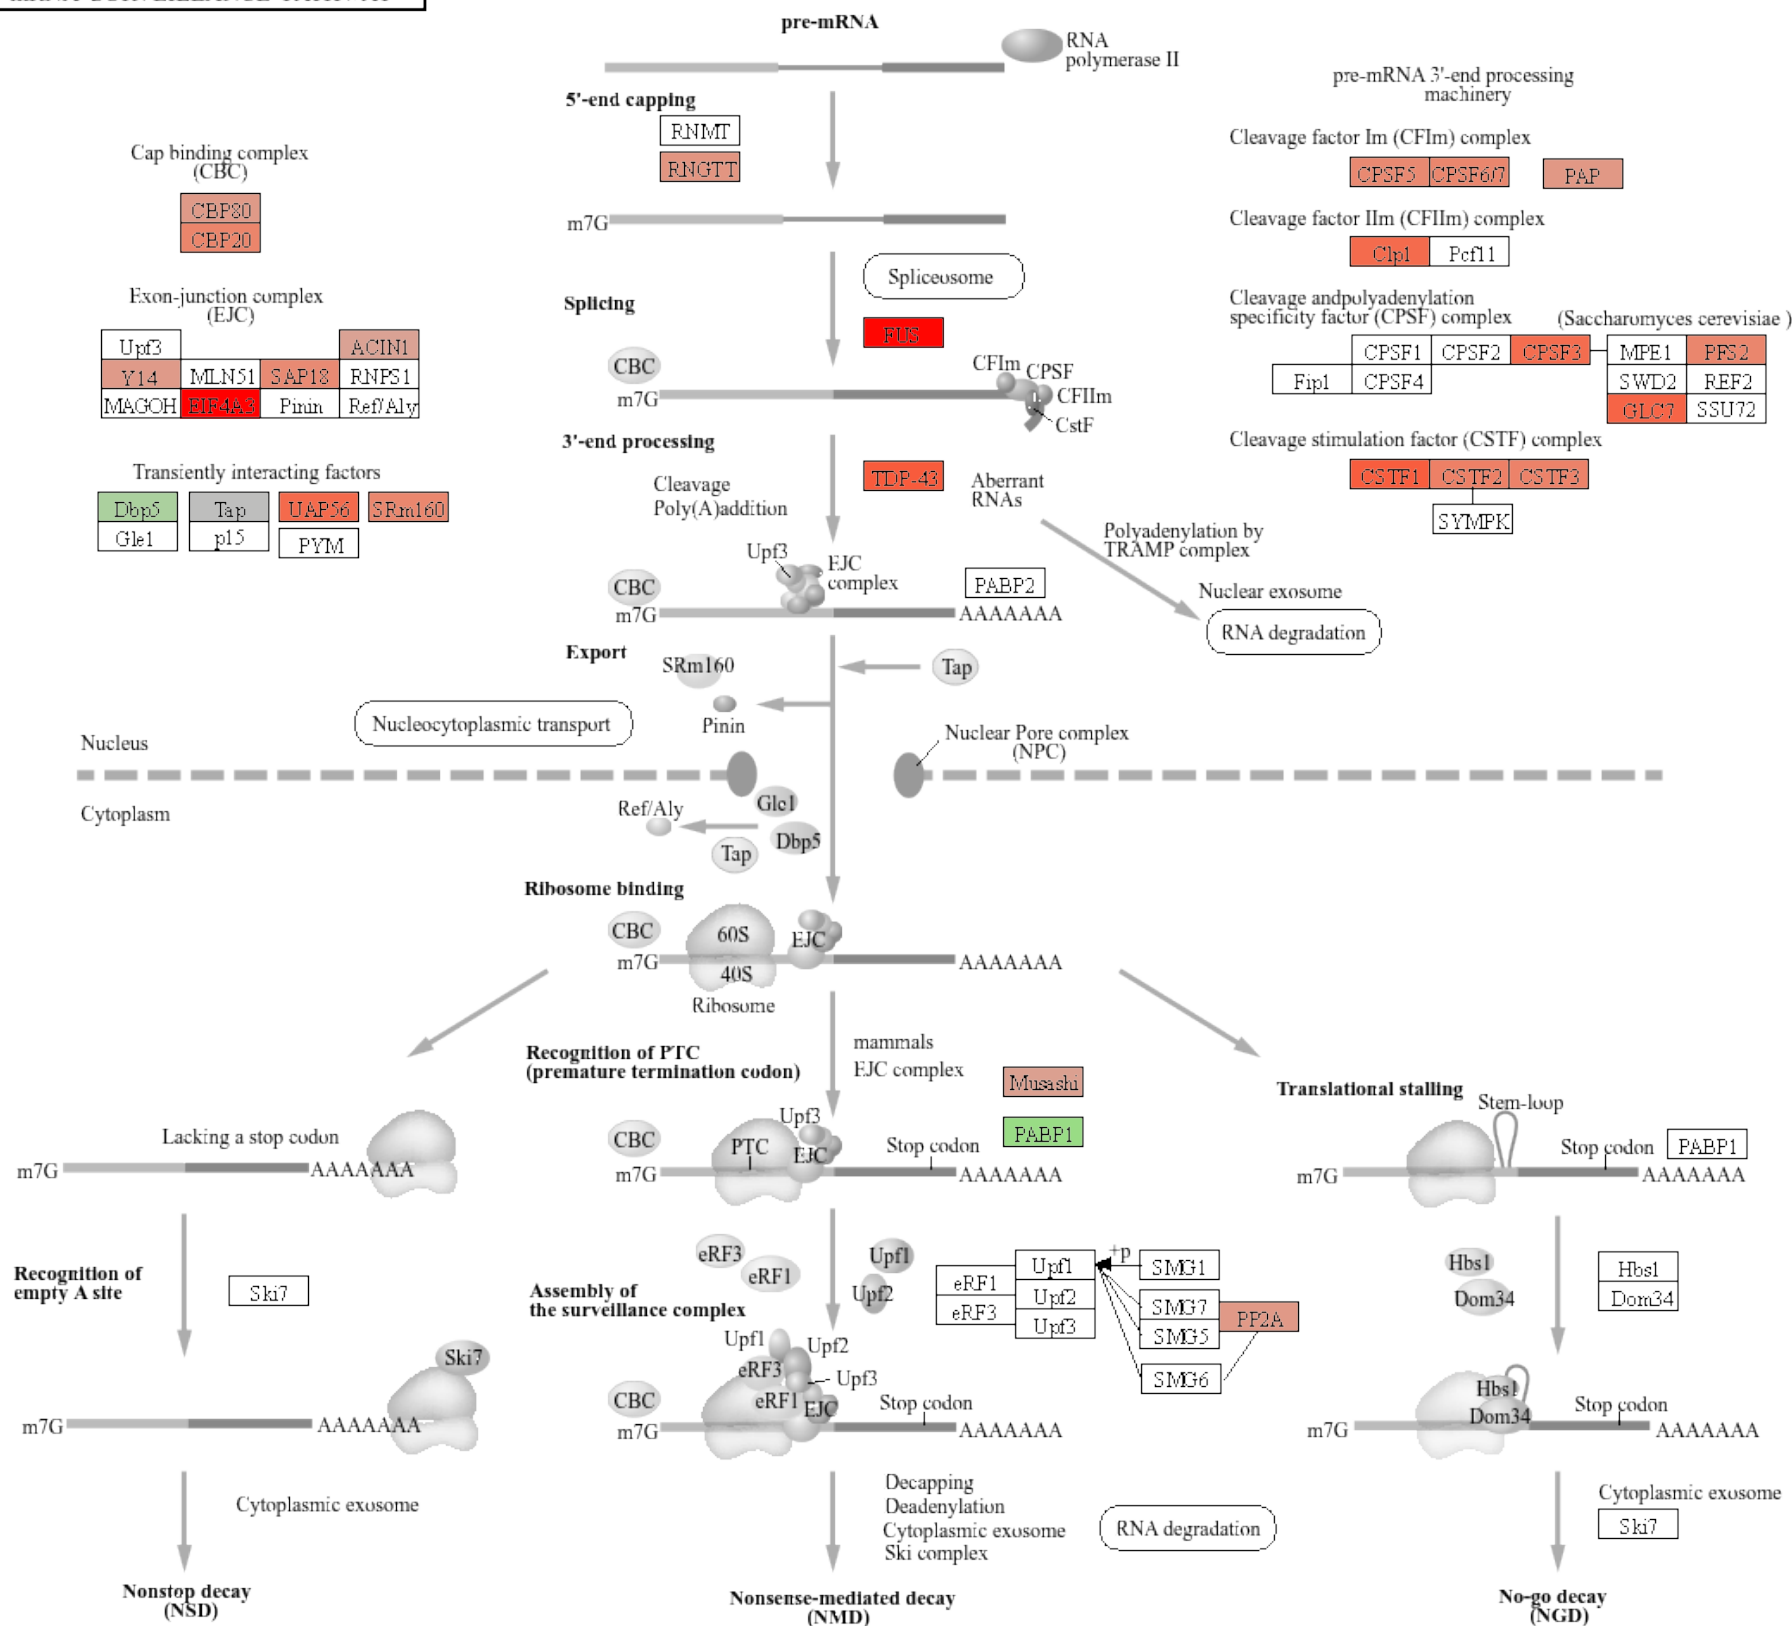 pre-mRNA
RNA
polymerase II
5'-end capping
RNMT
RNGTT
pre-mRNA 3'-end processing
machinery
Cap binding complex
(CBC)
CBP80
CBP20
Cleavage factor Im (CFIm) complex
CPSF5 CPSF6/7 PAP
Cleavage factor IIm (CFIIm) complex
Clp1 Pcf11
m7G
Spliceosome
Splicing
FUS
Exon-junction complex
(EJC)
Upf3 ACIN1
Y14 MLN51 SAP18 RNPS1
MAGOH EIF4A3 Pinin Ref/Aly
Cleavage andpolyadenylation
specificity factor (CPSF) complex
(Saccharomyces cerevisiae )
CPSF1 CPSF2 CPSF3 MPE1 PFS2
Fip1 CPSF4 SWD2 REF2
GLC7 SSU72
CBC
m7G
CFIm
CPSF
CFIIm
CstF
3'-end processing
Cleavage stimulation factor (CSTF) complex
CSTF1 CSTF2 CSTF3
SYMPK
Transiently interacting factors
Dbp5 Tap UAP56 SRm160
Gle1 p15 PYM
Cleavage
Poly(A)addition
TDP-43
Aberrant
RNAs
Polyadenylation by
TRAMP complex
Nuclear exosome
RNA degradation
Upf3
EJC
complex
CBC
PABP2
m7G AAAAAAA
Export
SRm160
Tap
Pinin
Nucleocytoplasmic transport
Nucleus
Nuclear Pore complex
(NPC)
Cytoplasm
Ref/Aly
Gle1
Dbp5
Tap
Ribosome binding
CBC
60S
EJC
m7G AAAAAAA
40S
Ribosome
Recognition of PTC
(premature termination codon)
mammals
EJC complex
Musashi
PABP1
Upf3
CBC
PTC
EJC
Stop codon
m7G AAAAAAA
Lacking a stop codon
m7G AAAAAAA
Translational stalling
Stem-loop
Stop codon
PABP1
m7G AAAAAAA
Recognition of
empty A site
Ski7
eRF3
eRF1
Upf1
Upf2
Assembly of
the surveillance complex
+p
Upf1 SMG1
eRF1 Upf2 SMG7
eRF3 Upf3 SMG5
PP2A
SMG6
Hbs1
Dom34
Hbs1
Dom34
Ski7
m7G AAAAAAA
Upf1
Upf2
eRF3
Upf3
eRF1
EJC
CBC
Stop codon
m7G AAAAAAA
Hbs1
Dom34
Stop codon
m7G AAAAAAA
Cytoplasmic exosome
Decapping
Deadenylation
Cytoplasmic exosome
Ski complex
RNA degradation
Cytoplasmic exosome
Ski7
Nonstop decay
(NSD)
Nonsense-mediated decay
(NMD)
No-go decay
(NGD)